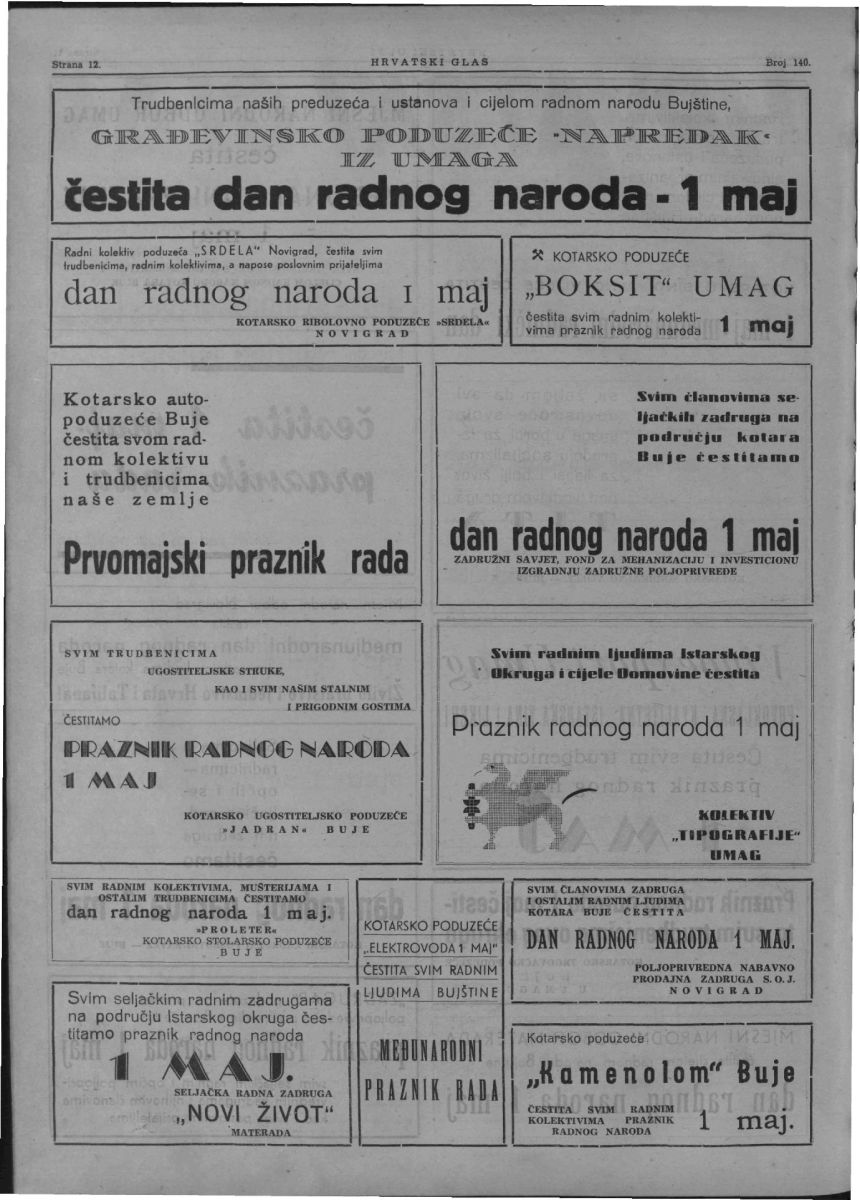 Strana 12.
HRVATSKI GLAS
Broj 140.
Trudbenicima naših preduzeća i ustanova i cijelom radnom narodu Bujštine,
GRAĐEVINSKO PODUZEĆE »NAPREDAK«
IZ UMAGA
čestita dan radnog naroda - 1 maj
Radni kolektiv poduzeća „SRDELA" Novigrad, čestita svim
trudbenicima, radnim kolektivima, a napose poslovnim prijateljima
dan radnog naroda 1 maj
KOTARSKO RIBOLOVNO PODUZEĆE »SRDELA«
NOVIGRAD
KOTARSKO PODUZEĆE
„BOKSIT" UMAG
čestita svim radnim kolekti-
vima praznik radnog naroda 1 maj
Kotarsko auto-
poduzeće Buje
čestita svom rad-
nom kolektivu
i trudbenicima
naše zemlje
Prvomajski praznik rada
Svim članovima se-
ljačkih zadruga na
području kotara
Buje čestitamo
dan radnog naroda 1 maj
ZADRUŽNI SAVJET, FOND ZA MEHANIZACIJU I INVESTICIONU
IZGRADNJU ZADRUŽNE POLJOPRIVREDE
SVIM TRUDBENICIMA
UGOSTITELJSKE STRUKE,
KAO I SVIM NAŠIM STALNIM
I PRIGODNIM GOSTIMA
ČESTITAMO
PRAZNIK RADNOG NARODA
1 MAJ
KOTARSKO UGOSTITELJSKO PODUZEĆE
»JADRAN« BUJE
Svim radnim ljudima Istarskog
Okruga i cijele Domovine čestita
Praznik radnog naroda 1 maj
KOLEKTIV
„TIPOGRAFIJE"
UMAG
SVIM RADNIM KOLEKTIVIMA, MUŠTERIJAMA I
OSTALIM TRUDBENICIMA ČESTITAMO
dan radnog naroda 1 maj.
»PROLETER«
KOTARSKO STOLARSKO PODUZEĆE
BUJE
KOTARSKO PODUZEĆE
„ELEKTROVODA 1 MAJ"
ČESTITA SVIM RADNIM
LJUDIMA BUJŠTINE
MEĐUNARODNI
PRAZNIK RADA
SVIM ČLANOVIMA ZADRUGA
I OSTALIM RADNIM LJUDIMA
KOTARA BUJE ČESTITA
DAN RADNOG NARODA 1 MAJ.
POLJOPRIVREDNA NABAVNO
PRODAJNA ZADRUGA S. O. J.
NOVIGRAD
Svim seljačkim radnim zadrugama
na području Istarskog okruga čes-
titamo praznik radnog naroda
1 MAJ.
SELJAČKA RADNA ZADRUGA
„NOVI ŽIVOT"
MATERADA
Kotarsko poduzeće
„Kamenolom" Buje
ČESTITA SVIM RADNIM
KOLEKTIVIMA PRAZNIK
RADNOG NARODA 1 maj.